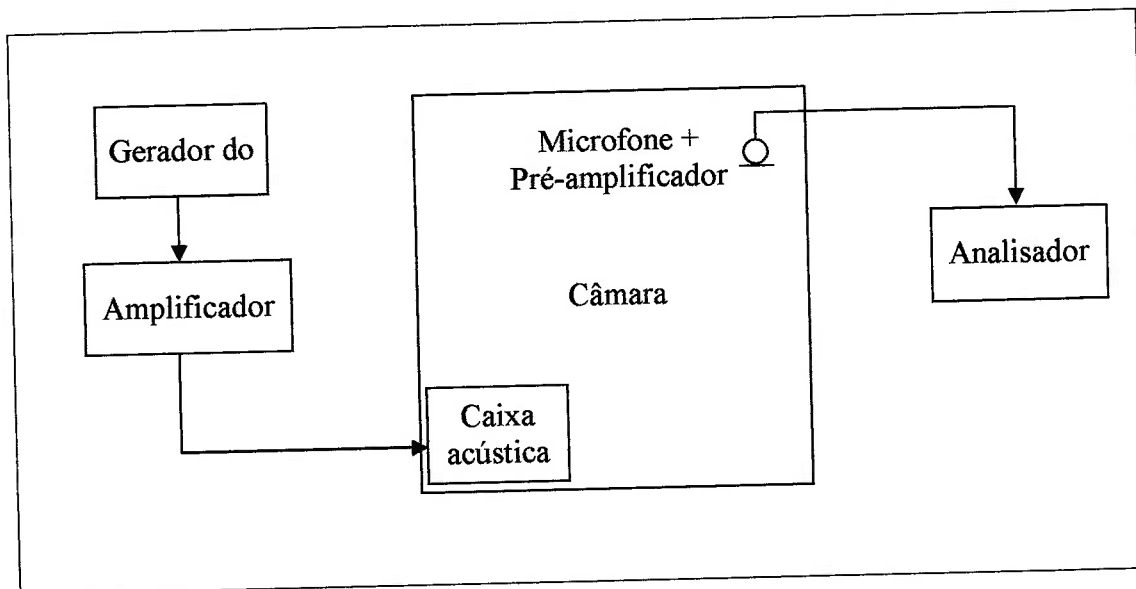 Gerador do
Microfone +
Pré-amplificador
Amplificador
Câmara
Analisador
Caixa
acústica